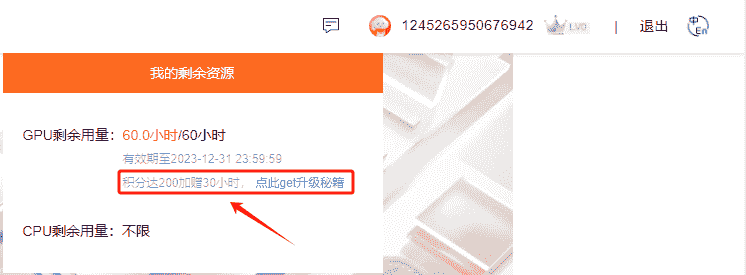 1245265950676942 LV0 | 退出 中 En
我的剩余资源
GPU剩余用量：60.0小时/60小时
有效期至2023-12-31 23:59:59
积分达200加赠30小时， 点此get升级秘籍
CPU剩余用量：不限